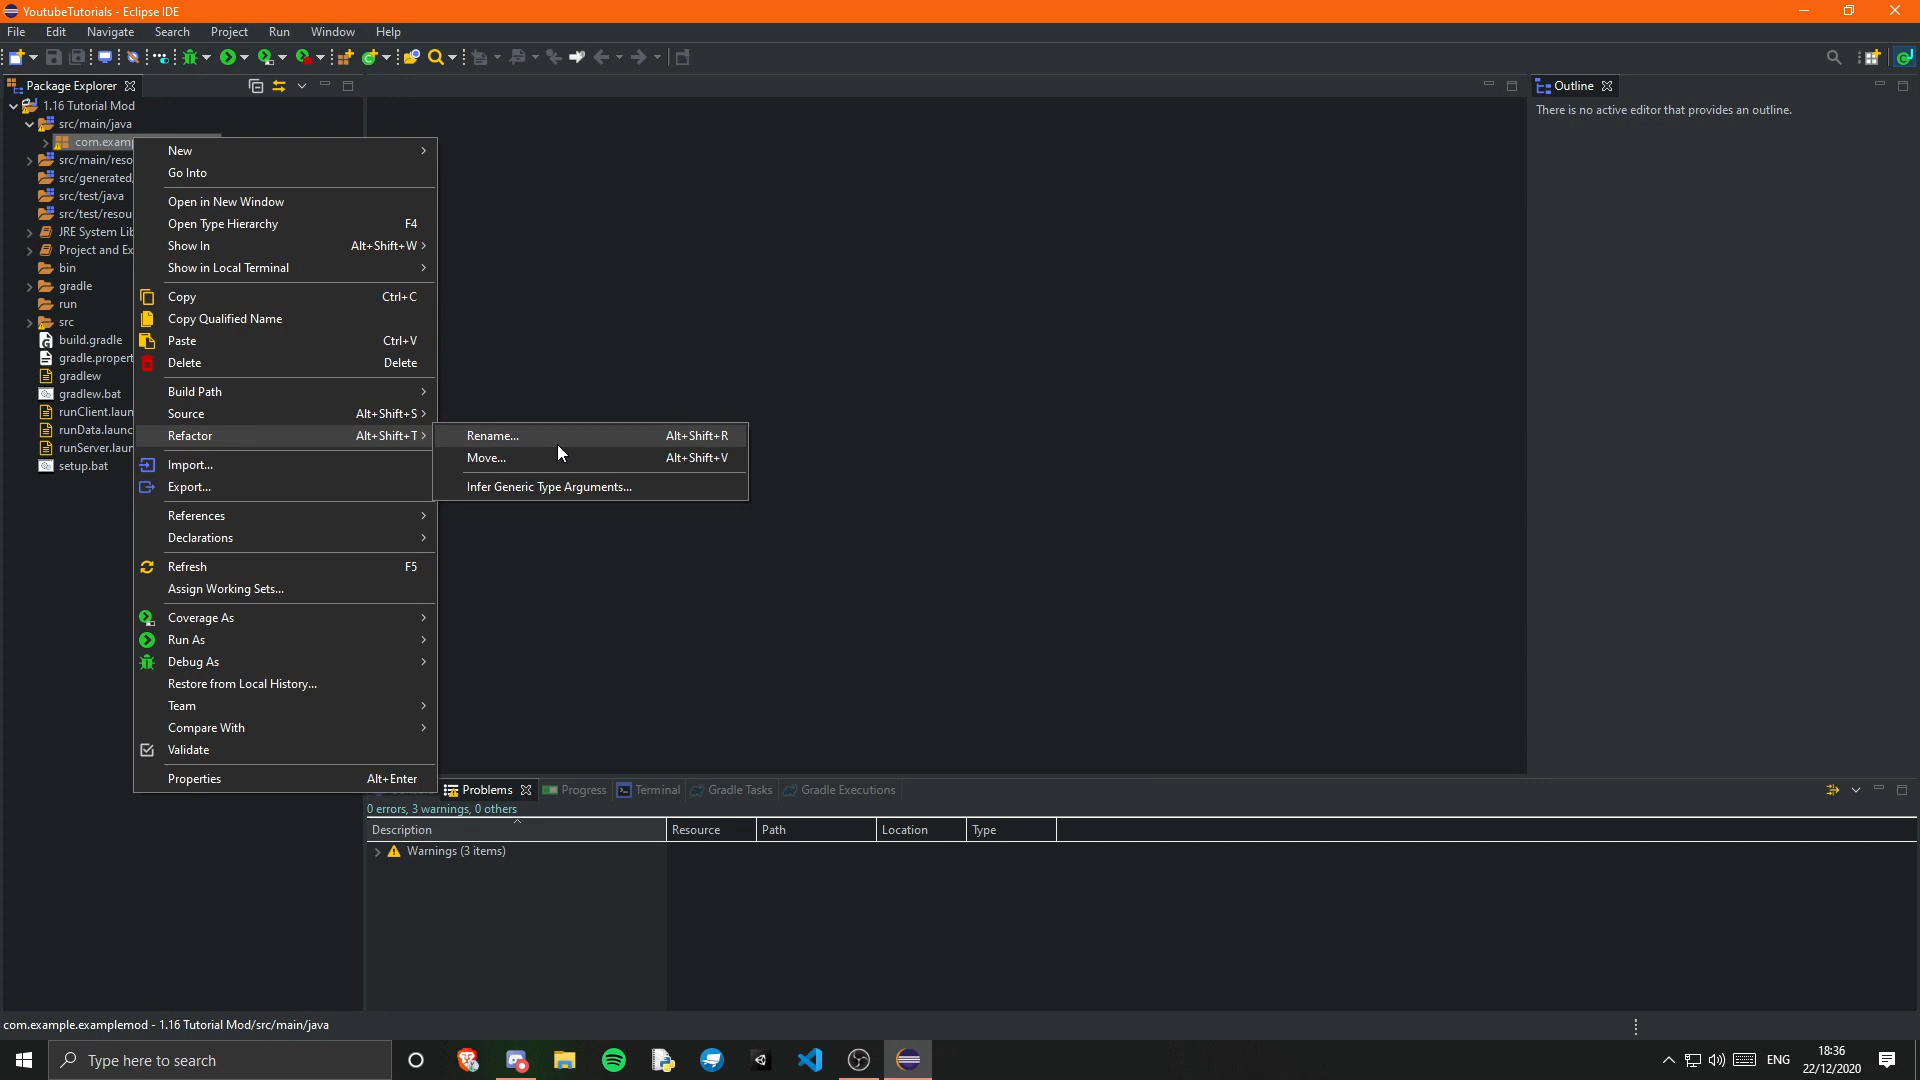 YoutubeTutorials - Eclipse IDE
File Edit Navigate Search Project Run Window Help
Package Explorer
Outline
1.16 Tutorial Mod
There is no active editor that provides an outline.
src/main/java
com.examp
src/main/reso
src/generated
src/test/java
src/test/resou
JRE System Lib
Project and Ex
bin
gradle
run
src
build.gradle
gradle.propert
gradlew
gradlew.bat
runClient.laun
runData.launc
runServer.laun
setup.bat
New
Go Into
Open in New Window
Open Type Hierarchy F4
Show In Alt+Shift+W
Show in Local Terminal
Copy Ctrl+C
Copy Qualified Name
Paste Ctrl+V
Delete Delete
Build Path
Source Alt+Shift+S
Refactor Alt+Shift+T
Import...
Export...
References
Declarations
Refresh F5
Assign Working Sets...
Coverage As
Run As
Debug As
Restore from Local History...
Team
Compare With
Validate
Properties Alt+Enter
Rename... Alt+Shift+R
Move... Alt+Shift+V
Infer Generic Type Arguments...
Problems Progress Terminal Gradle Tasks Gradle Executions
0 errors, 3 warnings, 0 others
Description Resource Path Location Type
Warnings (3 items)
com.example.examplemod - 1.16 Tutorial Mod/src/main/java
Type here to search
ENG
18:36
22/12/2020